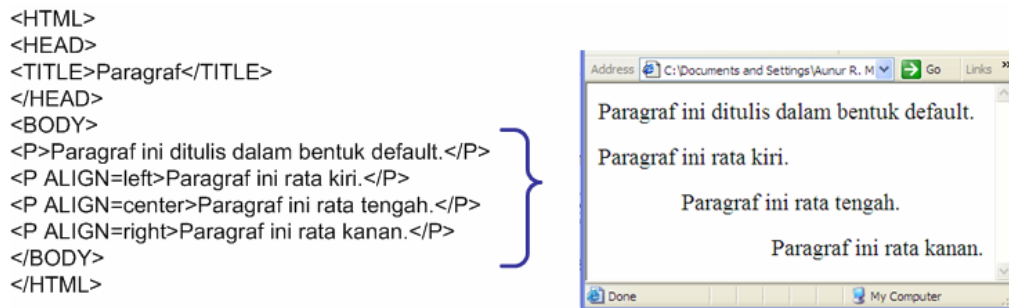 <HTML>
<HEAD>
<TITLE>Paragraf</TITLE>
</HEAD>
<BODY>
<P>Paragraf ini ditulis dalam bentuk default.</P>
<P ALIGN=left>Paragraf ini rata kiri.</P>
<P ALIGN=center>Paragraf ini rata tengah.</P>
<P ALIGN=right>Paragraf ini rata kanan.</P>
</BODY>
</HTML>
Address C:\Documents and Settings\Aunur R. M Go Links »
Paragraf ini ditulis dalam bentuk default.
Paragraf ini rata kiri.
Paragraf ini rata tengah.
Paragraf ini rata kanan.
Done My Computer